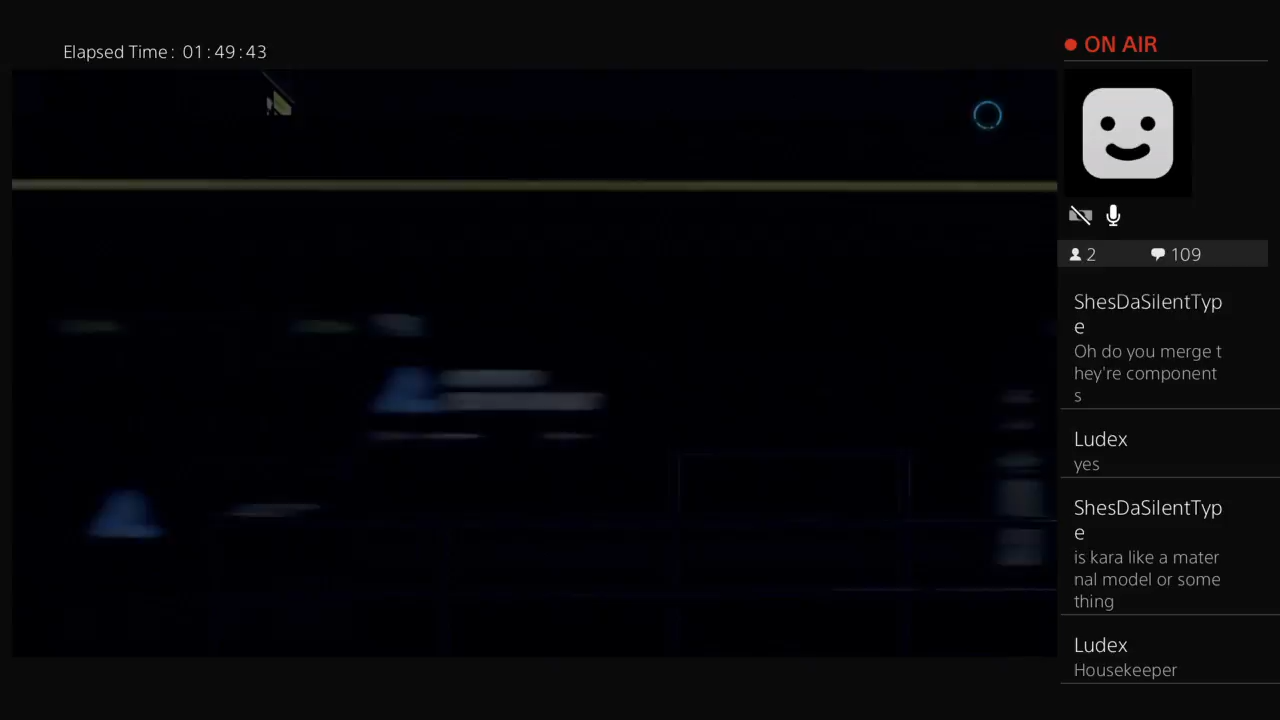 Elapsed Time: 01:49:43
ON AIR
2 109
ShesDaSilentTyp
e
Oh do you merge t
hey're component
s
Ludex
yes
ShesDaSilentTyp
e
is kara like a mater
nal model or some
thing
Ludex
Housekeeper